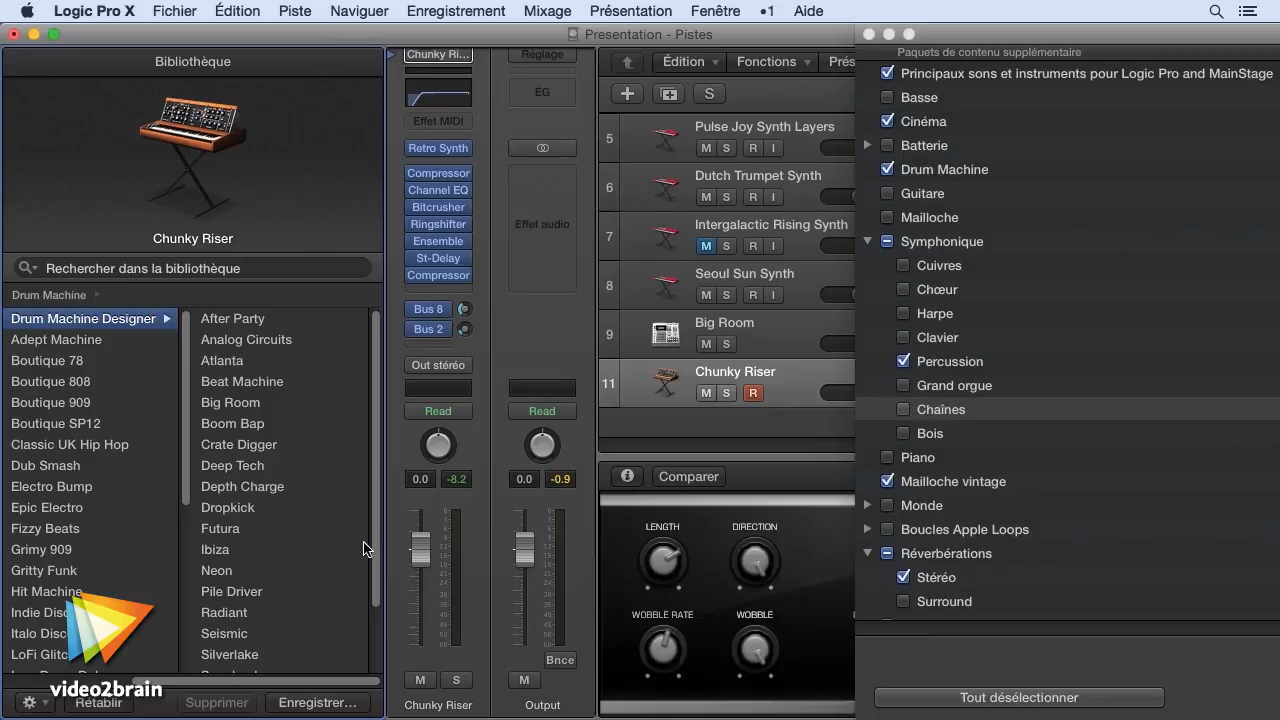 Logic Pro X Fichier Édition Piste Naviguer Enregistrement Mixage Présentation Fenêtre •1 Aide
Presentation - Pistes
Bibliothèque
Chunky Riser
Rechercher dans la bibliothèque
Drum Machine
Drum Machine Designer
Adept Machine
Boutique 78
Boutique 808
Boutique 909
Boutique SP12
Classic UK Hip Hop
Dub Smash
Electro Bump
Epic Electro
Fizzy Beats
Grimy 909
Gritty Funk
Hit Machine
Indie Disc
Italo Disc
LoFi Glitc
After Party
Analog Circuits
Atlanta
Beat Machine
Big Room
Boom Bap
Crate Digger
Deep Tech
Depth Charge
Dropkick
Futura
Ibiza
Neon
Pile Driver
Radiant
Seismic
Silverlake
video2brain
Rétablir Supprimer Enregistrer...
Chunky Ri...
Effet MIDI
Retro Synth
Compressor
Channel EQ
Bitcrusher
Ringshifter
Ensemble
St-Delay
Compressor
Bus 8
Bus 2
Out stéréo
Read
0.0 -8.2
M S
Chunky Riser
Réglage
ÉG
Effet audio
Read
0.0 -0.9
Bnce
M
Output
Édition Fonctions Prés
S
5 Pulse Joy Synth Layers
M S R I
6 Dutch Trumpet Synth
M S R I
7 Intergalactic Rising Synth
M S R I
8 Seoul Sun Synth
M S R I
9 Big Room
M S
11 Chunky Riser
M S R
Comparer
LENGTH DIRECTION
WOBBLE RATE WOBBLE
Paquets de contenu supplémentaire
Principaux sons et instruments pour Logic Pro and MainStage
Basse
Cinéma
Batterie
Drum Machine
Guitare
Mailloche
Symphonique
Cuivres
Chœur
Harpe
Clavier
Percussion
Grand orgue
Chaînes
Bois
Piano
Mailloche vintage
Monde
Boucles Apple Loops
Réverbérations
Stéréo
Surround
Tout désélectionner